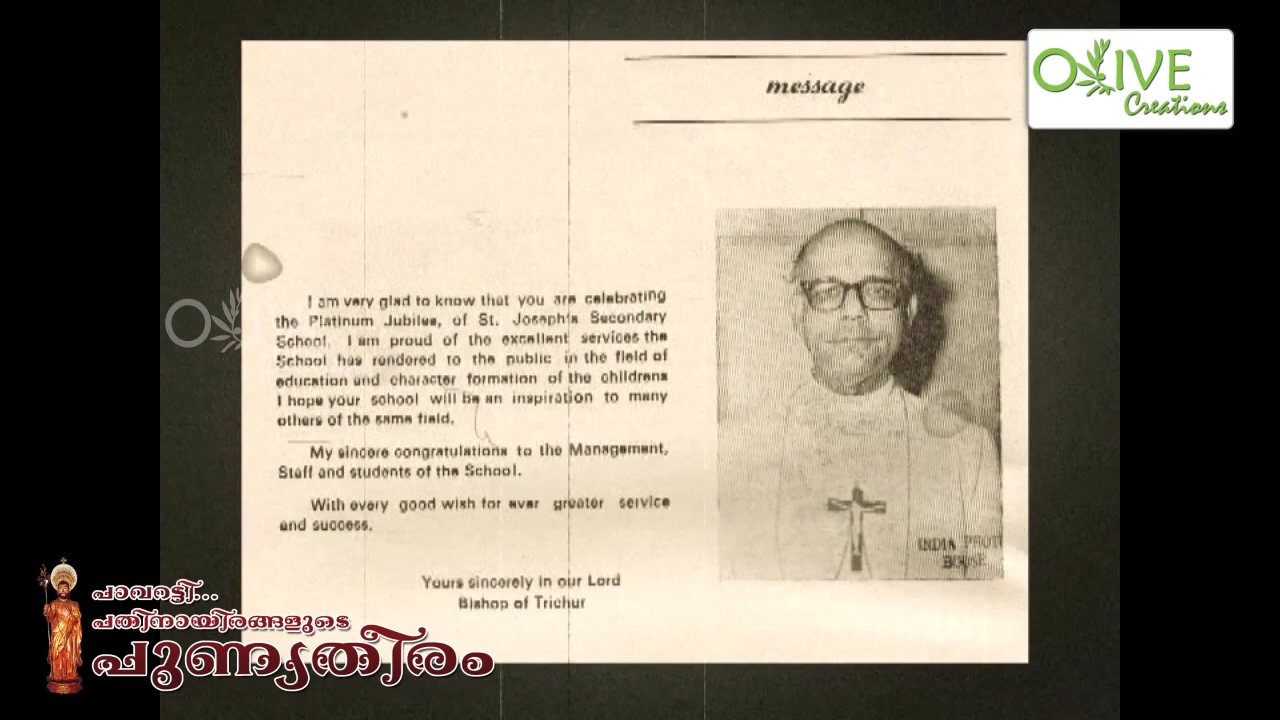 OLIVE
Creations
message
I am very glad to know that you are celebrating
the Platinum Jubilee, of St. Joseph's Secondary
School. I am proud of the excellent services the
School has rendered to the public in the field of
education and character formation of the childrens
I hope your school will be an inspiration to many
others of the same field.
My sincere congratulations to the Management,
Staff and students of the School.
With every good wish for ever greater service
and success.
Yours sincerely in our Lord
Bishop of Trichur
INDIA PHOT
HOUSE
പാവറട്ടി...
പതിനായിരങ്ങളുടെ
പുണ്യതീരം